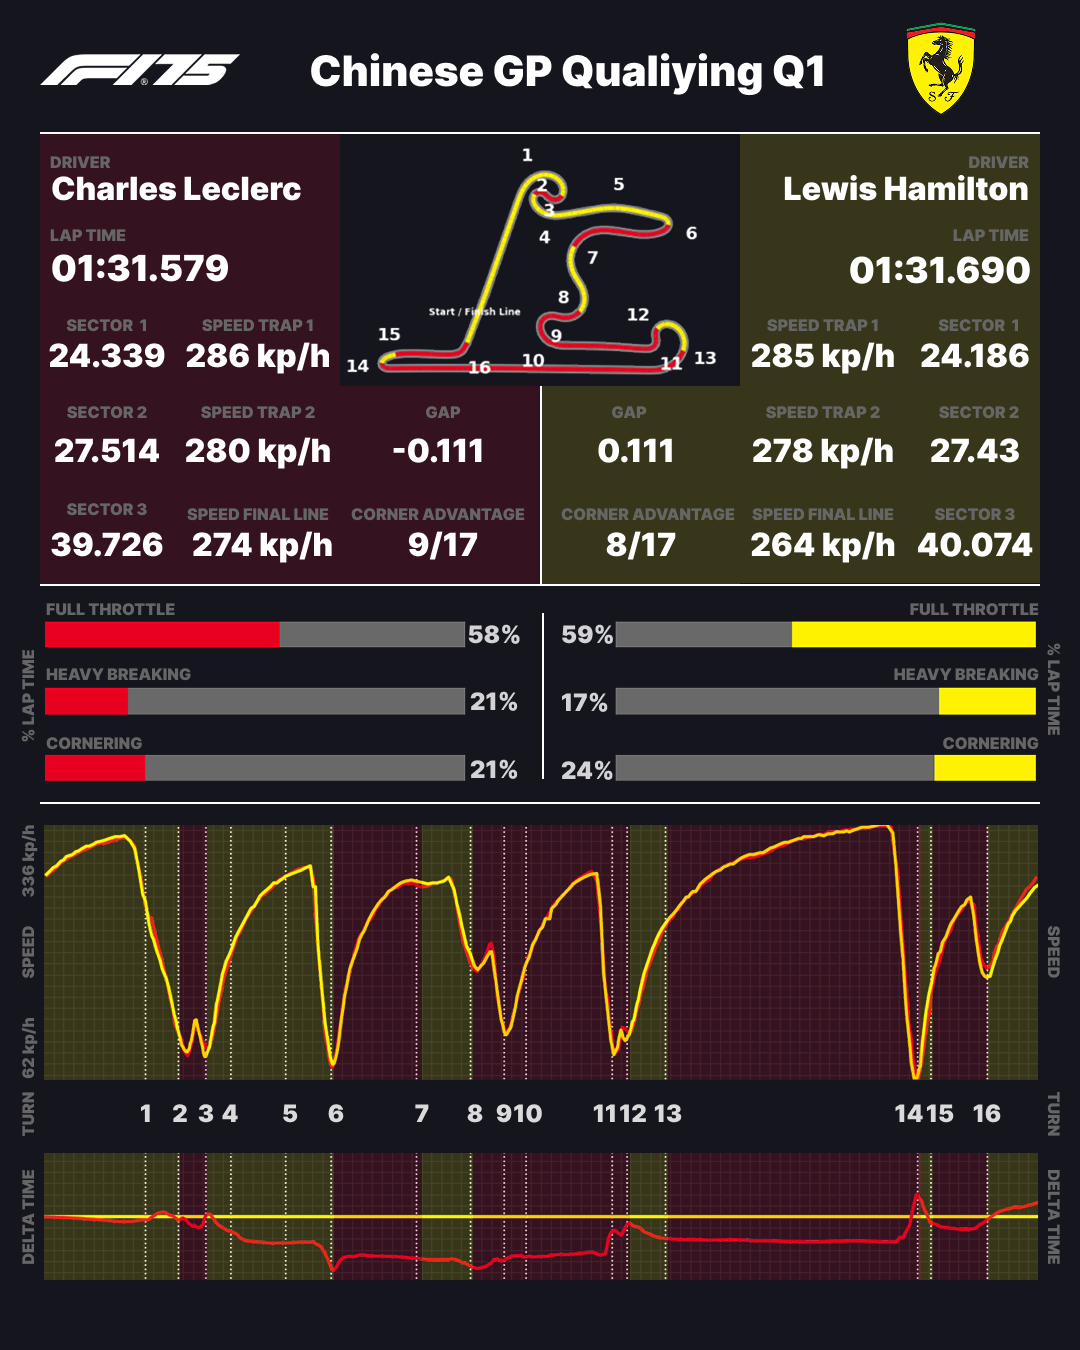 F1 75
Chinese GP Qualiying Q1
S F
DRIVER
Charles Leclerc
LAP TIME
01:31.579
SECTOR 1
24.339
SPEED TRAP 1
286 kp/h
SECTOR 2
27.514
SPEED TRAP 2
280 kp/h
GAP
-0.111
SECTOR 3
39.726
SPEED FINAL LINE
274 kp/h
CORNER ADVANTAGE
9/17
1
2
3
4
5
6
7
8
9
10
11
12
13
14
15
16
Start / Finish Line
DRIVER
Lewis Hamilton
LAP TIME
01:31.690
SPEED TRAP 1
285 kp/h
SECTOR 1
24.186
GAP
0.111
SPEED TRAP 2
278 kp/h
SECTOR 2
27.43
CORNER ADVANTAGE
8/17
SPEED FINAL LINE
264 kp/h
SECTOR 3
40.074
% LAP TIME
FULL THROTTLE
58%
HEAVY BREAKING
21%
CORNERING
21%
FULL THROTTLE
59%
HEAVY BREAKING
17%
CORNERING
24%
% LAP TIME
336 kp/h
SPEED
62 kp/h
SPEED
TURN
1 2 3 4 5 6 7 8 9 10 11 12 13 14 15 16
TURN
DELTA TIME
DELTA TIME